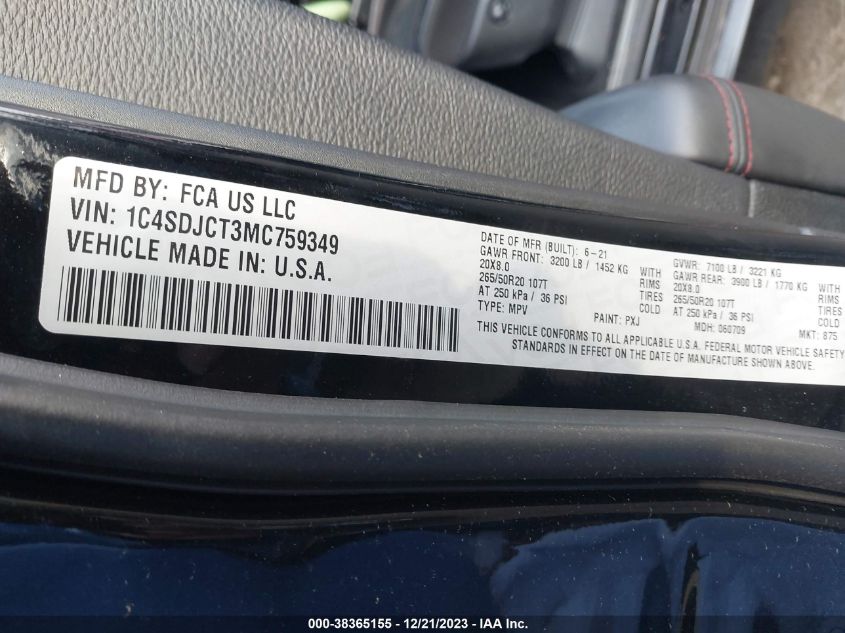 MFD BY: FCA US LLC
VIN: 1C4SDJCT3MC759349
VEHICLE MADE IN: U.S.A.
DATE OF MFR (BUILT): 6-21 GVWR: 7100 LB / 3221 KG
GAWR FRONT: 3200 LB / 1452 KG WITH GAWR REAR: 3900 LB / 1770 KG WITH
20X8.0 RIMS 20X8.0 RIMS
265/50R20 107T TIRES 265/50R20 107T TIRES
AT 250 kPa / 36 PSI COLD AT 250 kPa / 36 PSI COLD
TYPE: MPV PAINT: PXJ MDH: 060709 MKT: 875
THIS VEHICLE CONFORMS TO ALL APPLICABLE U.S.A. FEDERAL MOTOR VEHICLE SAFETY
STANDARDS IN EFFECT ON THE DATE OF MANUFACTURE SHOWN ABOVE.
000-38365155 - 12/21/2023 - IAA Inc.